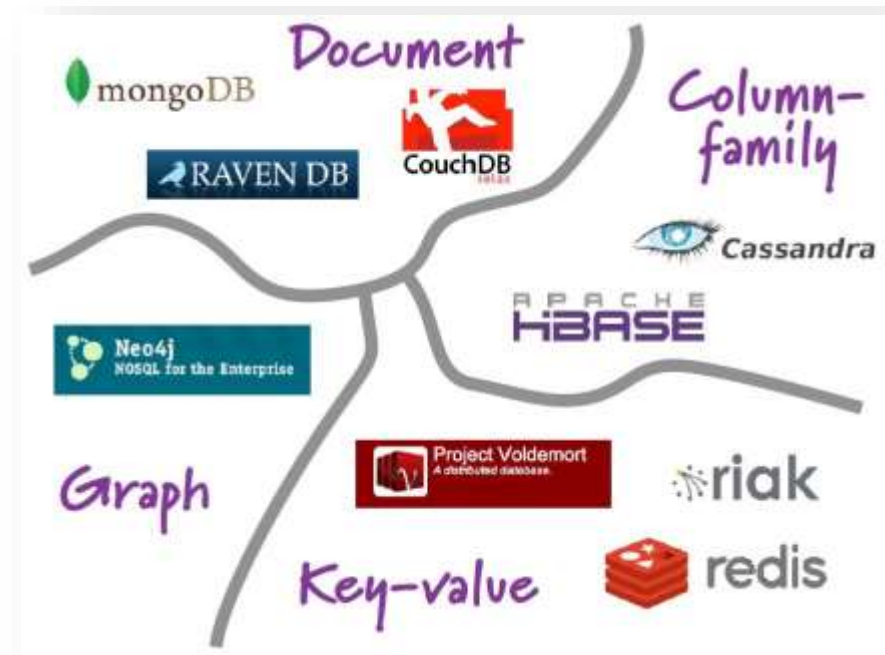 Document
mongoDB
CouchDB
relax
RAVEN DB
Column-
family
Cassandra
APACHE
HBASE
Neo4j
NOSQL for the Enterprise
Graph
Project Voldemort
A distributed database.
riak
redis
Key-value